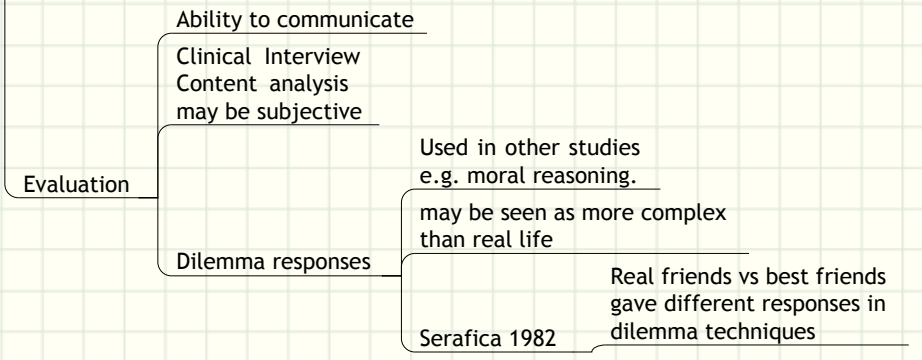 Ability to communicate
Clinical Interview
Content analysis
may be subjective
Evaluation
Used in other studies
e.g. moral reasoning.
may be seen as more complex
than real life
Dilemma responses
Real friends vs best friends
gave different responses in
dilemma techniques
Serafica 1982